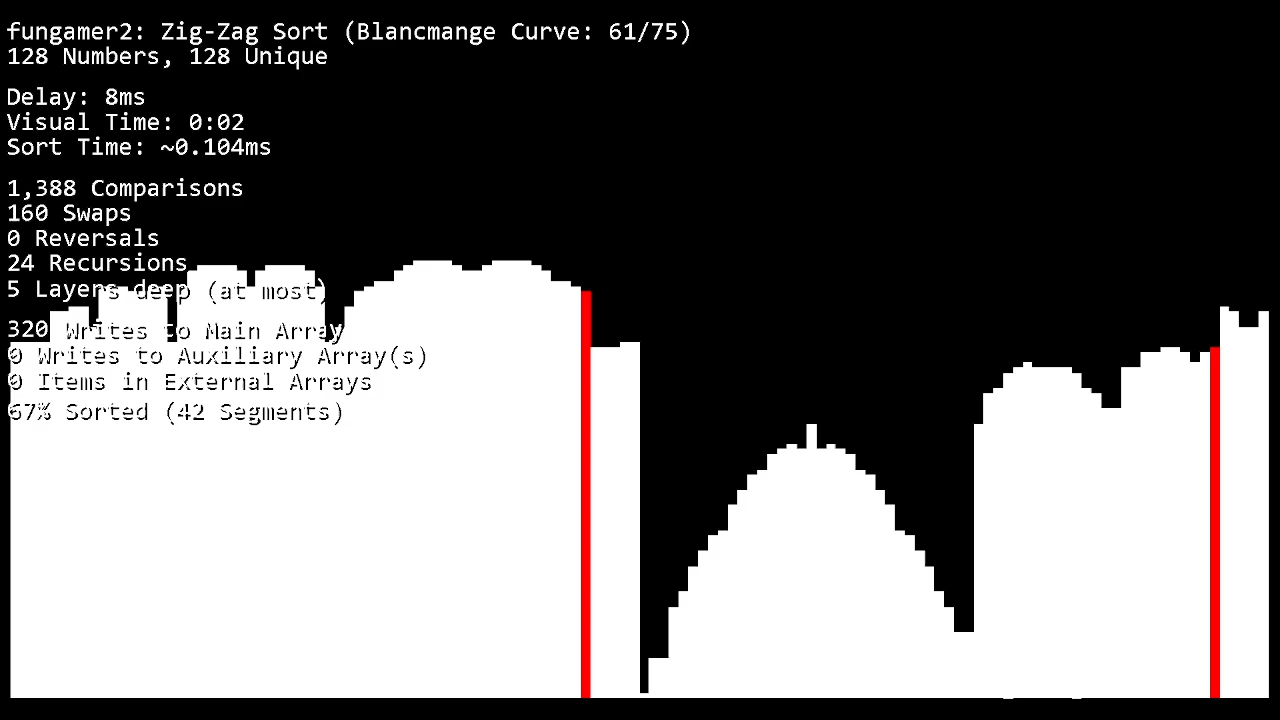 fungamer2: Zig-Zag Sort (Blancmange Curve: 61/75)
128 Numbers, 128 Unique
Delay: 8ms
Visual Time: 0:02
Sort Time: ~0.104ms
1,388 Comparisons
160 Swaps
0 Reversals
24 Recursions
5 Layers deep (at most)
320 Writes to Main Array
0 Writes to Auxiliary Array(s)
0 Items in External Arrays
67% Sorted (42 Segments)